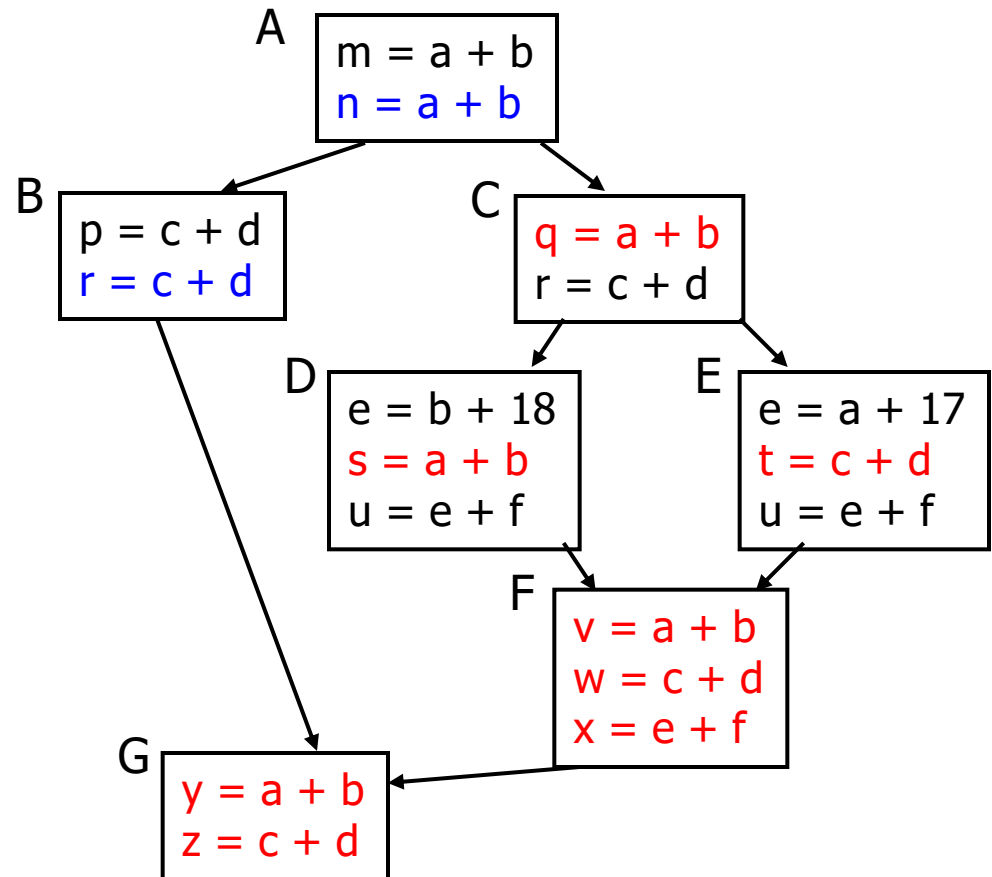 A
m = a + b
n = a + b
B
p = c + d
r = c + d
C
q = a + b
r = c + d
D
e = b + 18
s = a + b
u = e + f
E
e = a + 17
t = c + d
u = e + f
F
v = a + b
w = c + d
x = e + f
G
y = a + b
z = c + d